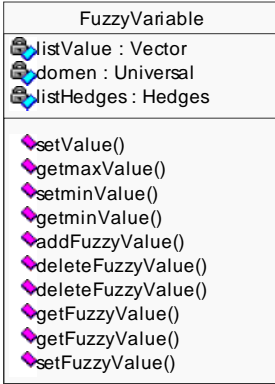 FuzzyVariable
listValue : Vector
domen : Universal
listHedges : Hedges
setValue()
getmaxValue()
setminValue()
getminValue()
addFuzzyValue()
deleteFuzzyValue()
deleteFuzzyValue()
getFuzzyValue()
getFuzzyValue()
setFuzzyValue()